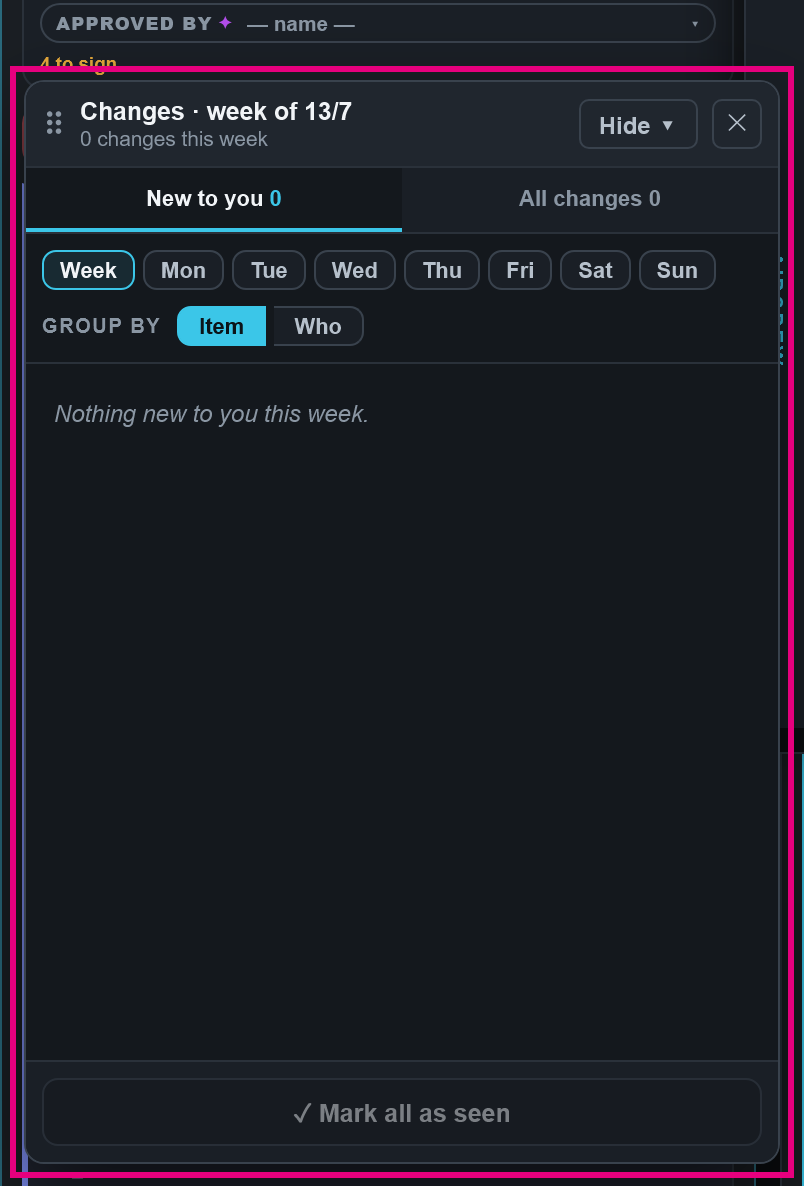 APPROVED BY ✦ — name — ▾
4 to sign
Changes · week of 13/7
0 changes this week
Hide ▼
New to you 0
All changes 0
Week Mon Tue Wed Thu Fri Sat Sun
GROUP BY Item Who
Nothing new to you this week.
✓ Mark all as seen